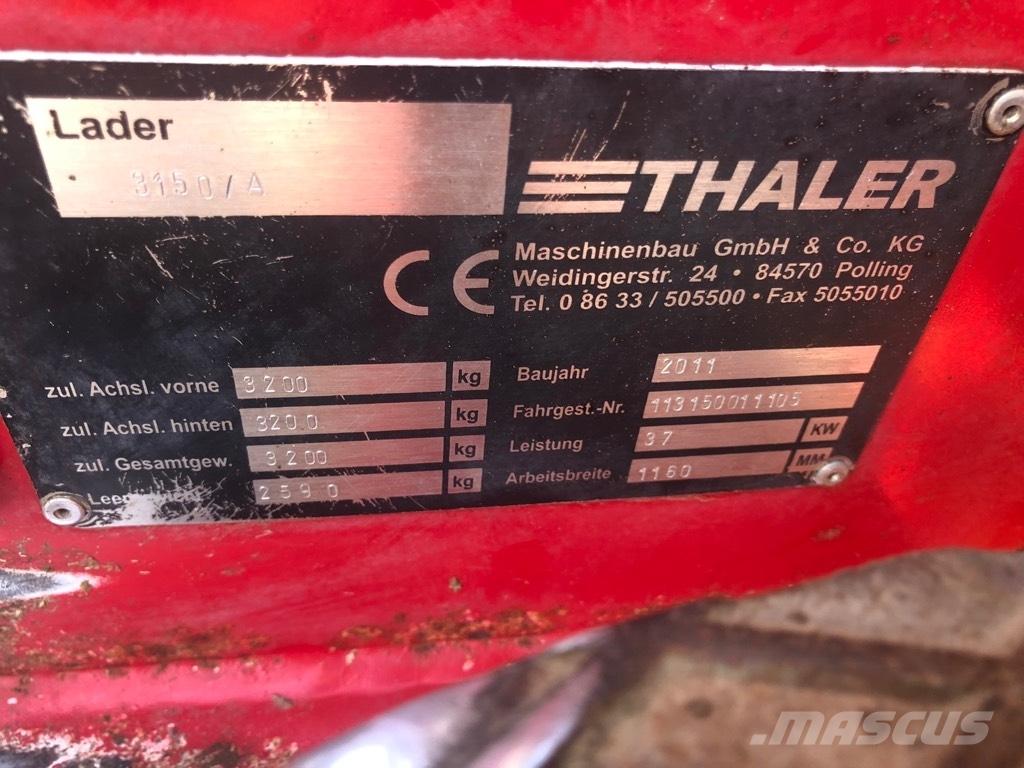 Lader
3150/A
THALER
Maschinenbau GmbH & Co. KG
Weidingerstr. 24 • 84570 Polling
Tel. 0 86 33 / 505500 • Fax 5055010
CE
zul. Achsl. vorne 3200 kg
zul. Achsl. hinten 3200 kg
zul. Gesamtgew. 3200 kg
2590 kg
Baujahr 2011
Fahrgest.-Nr. 113150011105
Leistung 37 KW
Arbeitsbreite 1160 MM
MASCUS